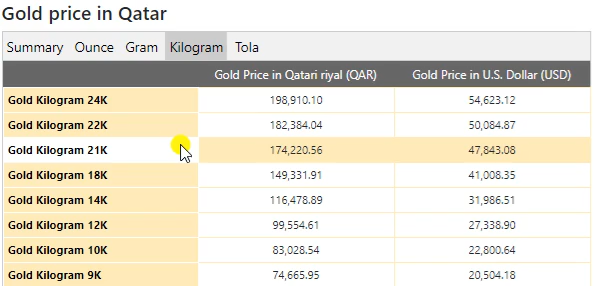 Gold price in Qatar
Summary Ounce Gram Kilogram Tola
Gold Price in Qatari riyal (QAR) Gold Price in U.S. Dollar (USD)
Gold Kilogram 24K 198,910.10 54,623.12
Gold Kilogram 22K 182,384.04 50,084.87
Gold Kilogram 21K 174,220.56 47,843.08
Gold Kilogram 18K 149,331.91 41,008.35
Gold Kilogram 14K 116,478.89 31,986.51
Gold Kilogram 12K 99,554.61 27,338.90
Gold Kilogram 10K 83,028.54 22,800.64
Gold Kilogram 9K 74,665.95 20,504.18